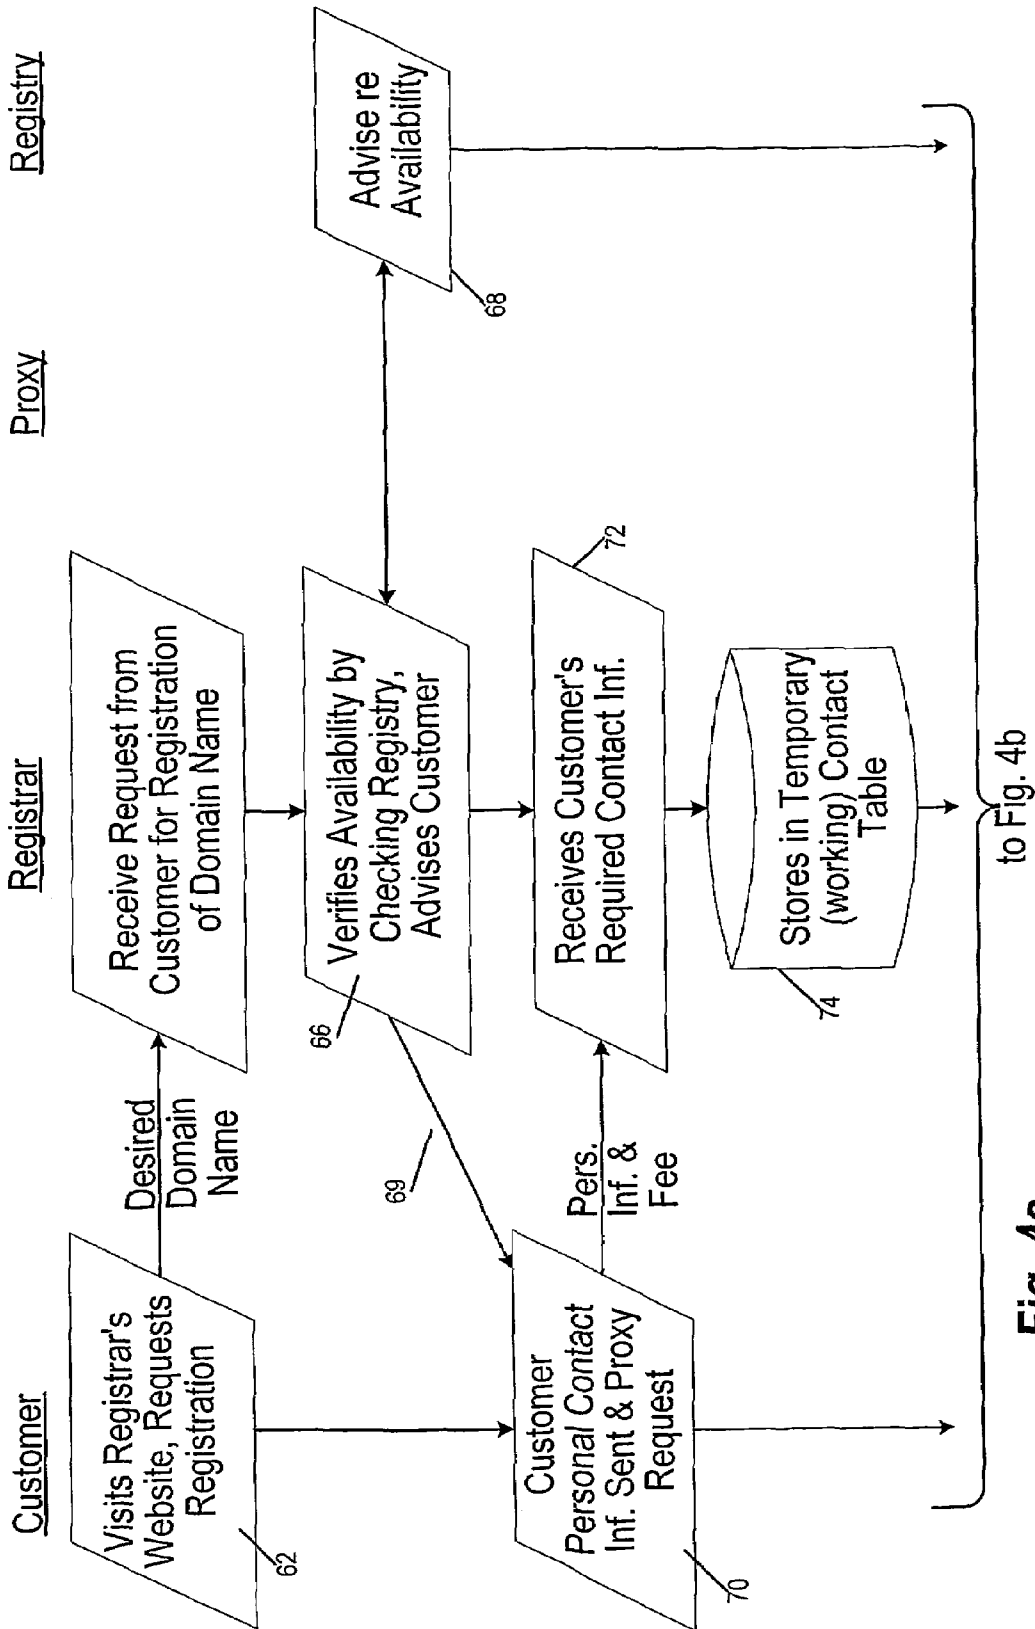 Customer
Registrar
Proxy
Registry
Visits Registrar's
Website, Requests
Registration
62
Desired
Domain
Name
Receive Request from
Customer for Registration
of Domain Name
66
Verifies Availability by
Checking Registry,
Advises Customer
Advise re
Availability
68
69
Customer
Personal Contact
Inf. Sent & Proxy
Request
70
Pers.
Inf. &
Fee
Receives Customer's
Required Contact Inf.
72
Stores in Temporary
(working) Contact
Table
74
to Fig. 4b
Fig. 4a